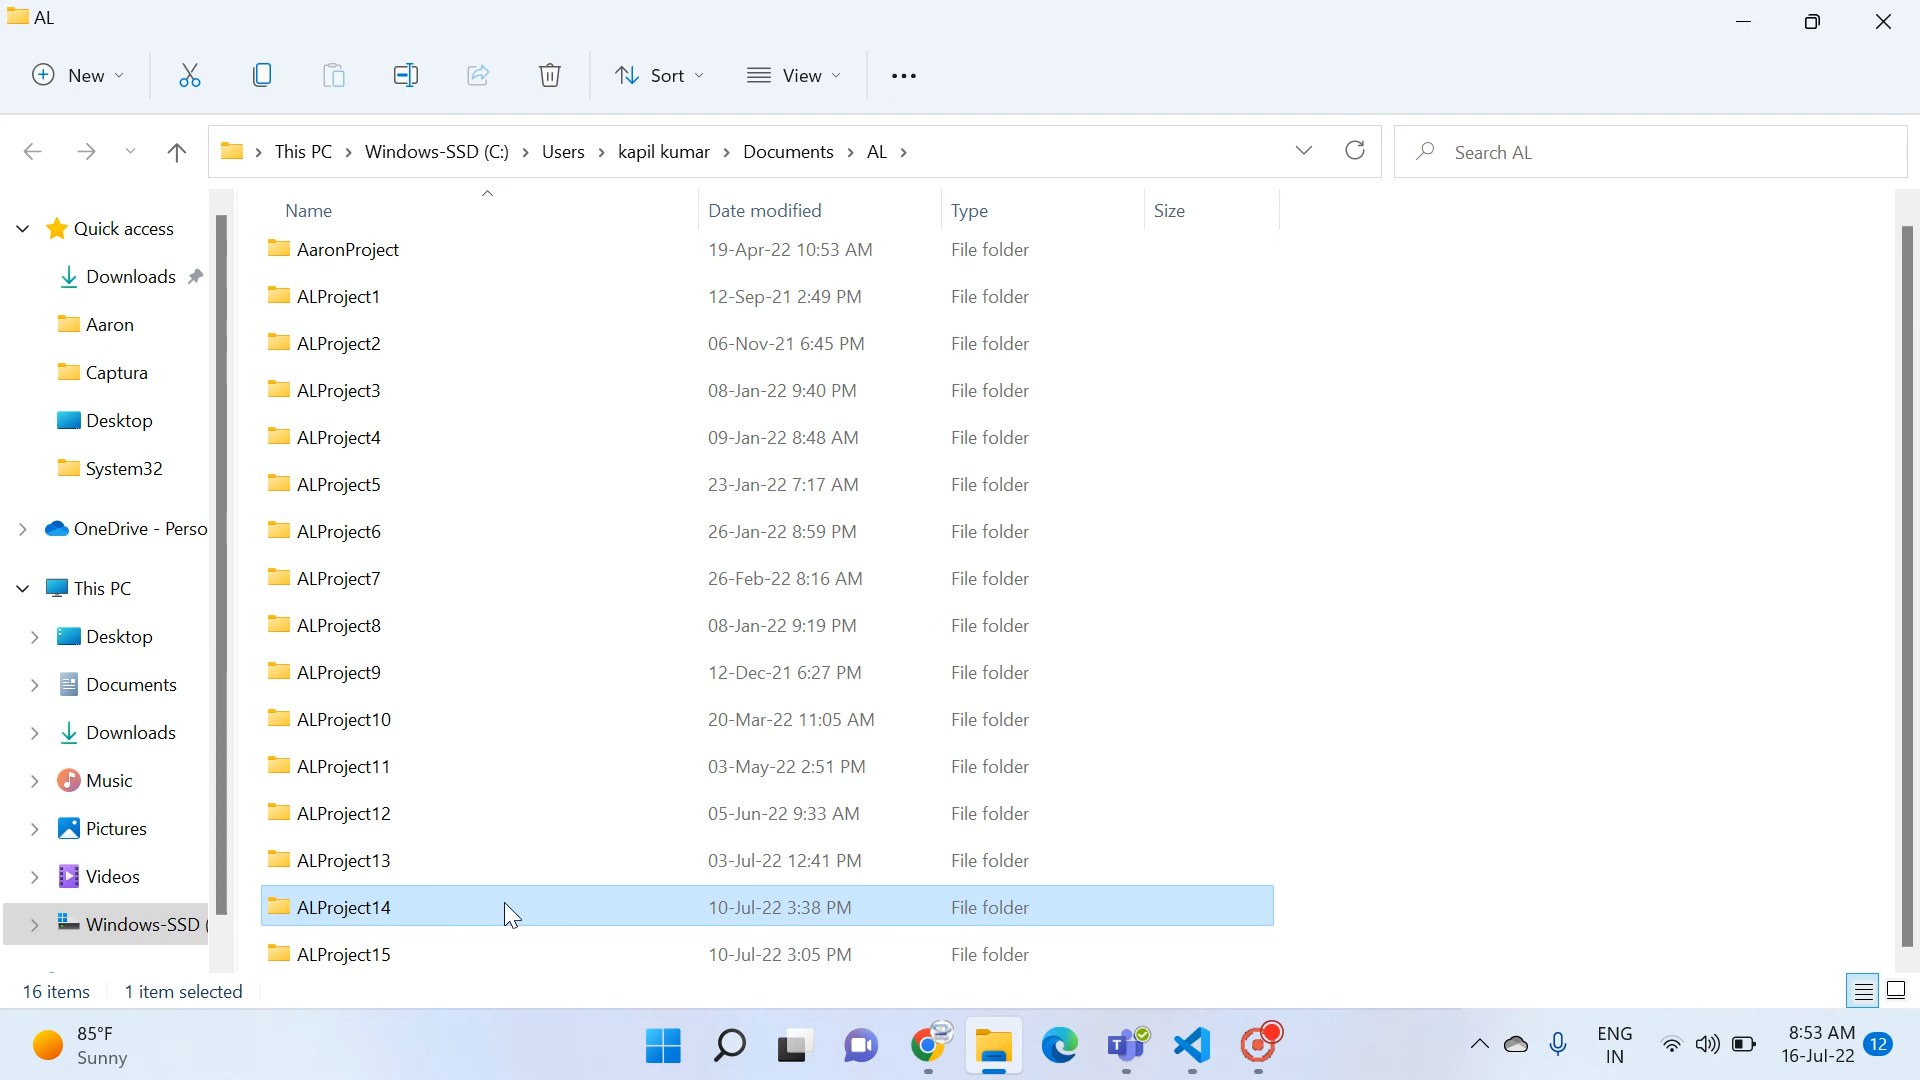 AL
New
Sort
View
This PC > Windows-SSD (C:) > Users > kapil kumar > Documents > AL >
Search AL
Name Date modified Type Size
Quick access
Downloads
Aaron
Captura
Desktop
System32
OneDrive - Perso
This PC
Desktop
Documents
Downloads
Music
Pictures
Videos
Windows-SSD (
AaronProject 19-Apr-22 10:53 AM File folder
ALProject1 12-Sep-21 2:49 PM File folder
ALProject2 06-Nov-21 6:45 PM File folder
ALProject3 08-Jan-22 9:40 PM File folder
ALProject4 09-Jan-22 8:48 AM File folder
ALProject5 23-Jan-22 7:17 AM File folder
ALProject6 26-Jan-22 8:59 PM File folder
ALProject7 26-Feb-22 8:16 AM File folder
ALProject8 08-Jan-22 9:19 PM File folder
ALProject9 12-Dec-21 6:27 PM File folder
ALProject10 20-Mar-22 11:05 AM File folder
ALProject11 03-May-22 2:51 PM File folder
ALProject12 05-Jun-22 9:33 AM File folder
ALProject13 03-Jul-22 12:41 PM File folder
ALProject14 10-Jul-22 3:38 PM File folder
ALProject15 10-Jul-22 3:05 PM File folder
16 items 1 item selected
85°F
Sunny
ENG
IN
8:53 AM
16-Jul-22
12